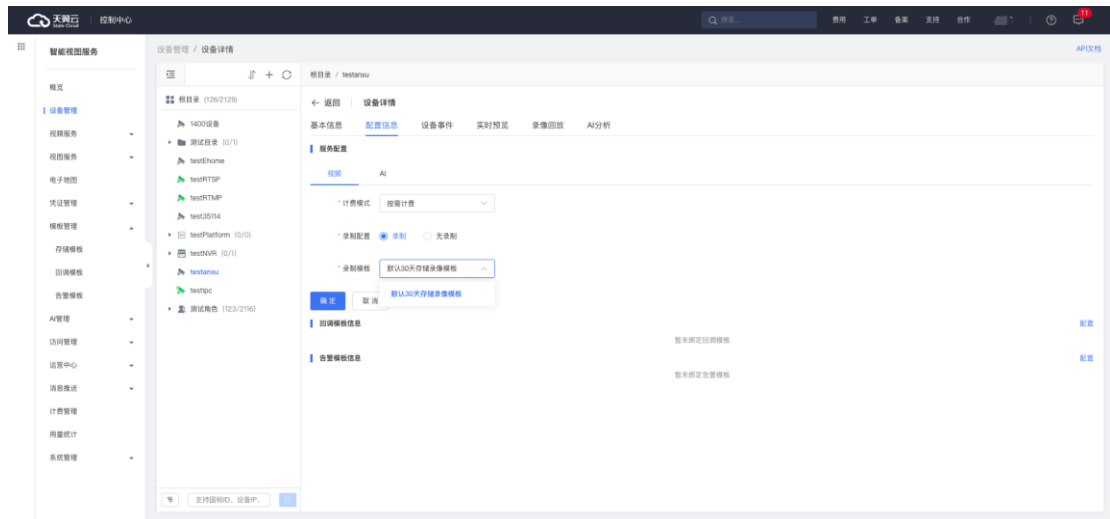 天翼云 控制中心 搜索... 费用 工单 备案 支持 合作 11
State Cloud
智能视图服务 设备管理 / 设备详情 API文档
概览
设备管理
视频服务
视图服务
电子地图
凭证管理
模板管理
存储模板
回调模板
告警模板
AI管理
访问管理
运营中心
消息推送
计费管理
用量统计
系统管理
根目录 (126/2125)
1400设备
测试目录 (0/1)
testEhome
testRTSP
testRTMP
test35114
testPlatform (0/0)
testNVR (0/1)
testanxu
testipc
测试角色 (123/2116)
支持国标ID、设备IP、
根目录 / testanxu
返回 设备详情
基本信息 配置信息 设备事件 实时预览 录像回放 AI分析
服务配置
视频 AI
* 计费模式 按需计费
* 录制配置 录制 无录制
* 录制模板 默认30天存储录像模板
默认30天存储录像模板
确定 取消
回调模板信息 配置
暂未绑定回调模板
告警模板信息 配置
暂未绑定告警模板